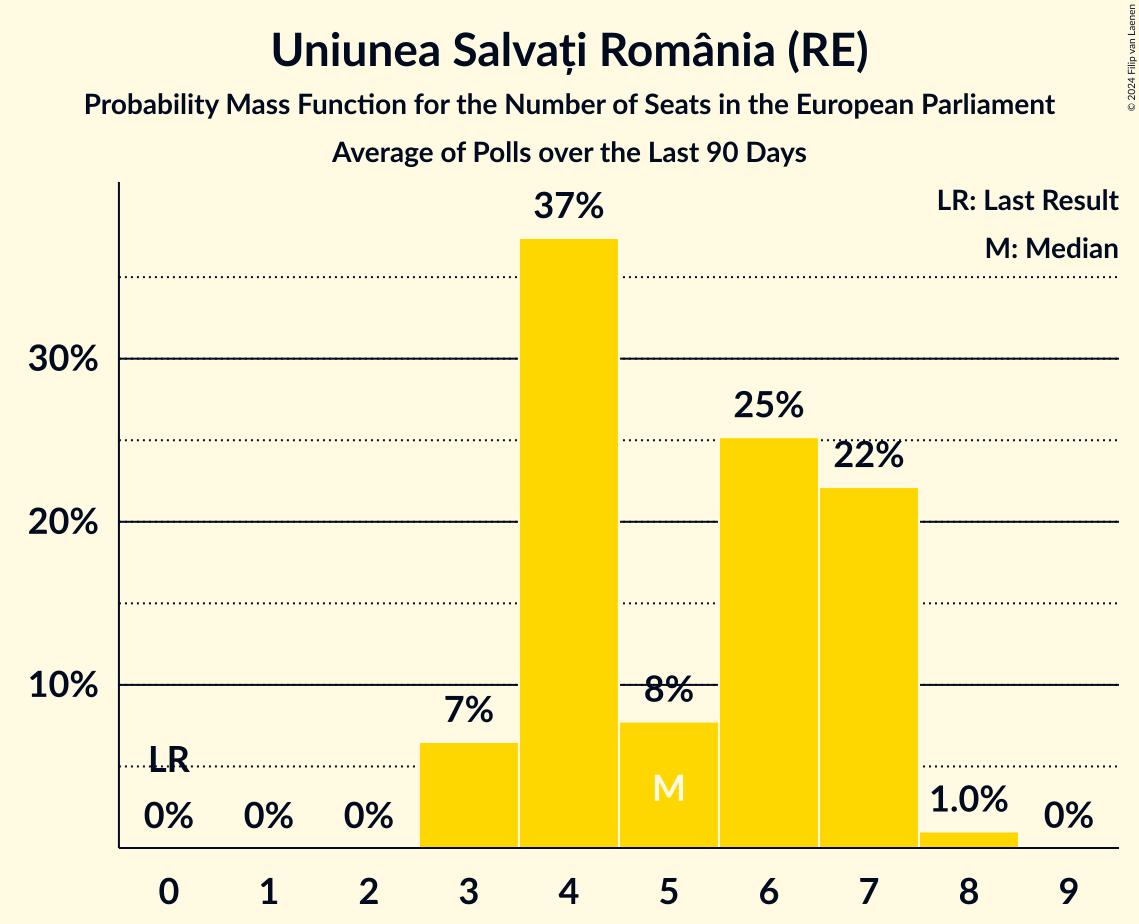 Uniunea Salvați România (RE)
Probability Mass Function for the Number of Seats in the European Parliament
Average of Polls over the Last 90 Days
© 2024 Filip van Laenen
LR: Last Result
M: Median
37%
30%
25%
22%
20%
10%
8%
7%
LR
M
0%
0%
0%
1.0%
0%
0
1
2
3
4
5
6
7
8
9